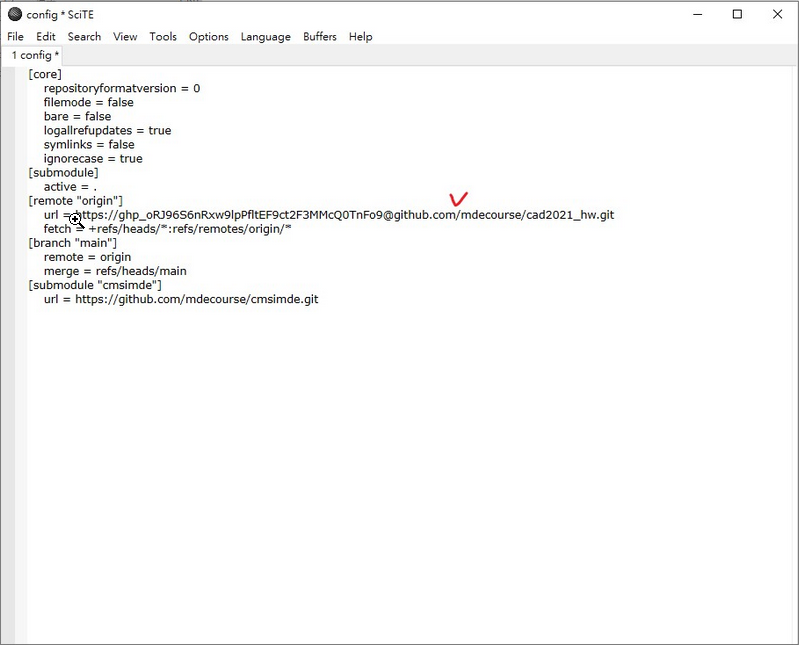 config * SciTE
File Edit Search View Tools Options Language Buffers Help
1 config *
[core]
repositoryformatversion = 0
filemode = false
bare = false
logallrefupdates = true
symlinks = false
ignorecase = true
[submodule]
active = .
[remote "origin"]
url = https://[access token omitted]@github.com/mdecourse/cad2021_hw.git
fetch = +refs/heads/*:refs/remotes/origin/*
[branch "main"]
remote = origin
merge = refs/heads/main
[submodule "cmsimde"]
url = https://github.com/mdecourse/cmsimde.git